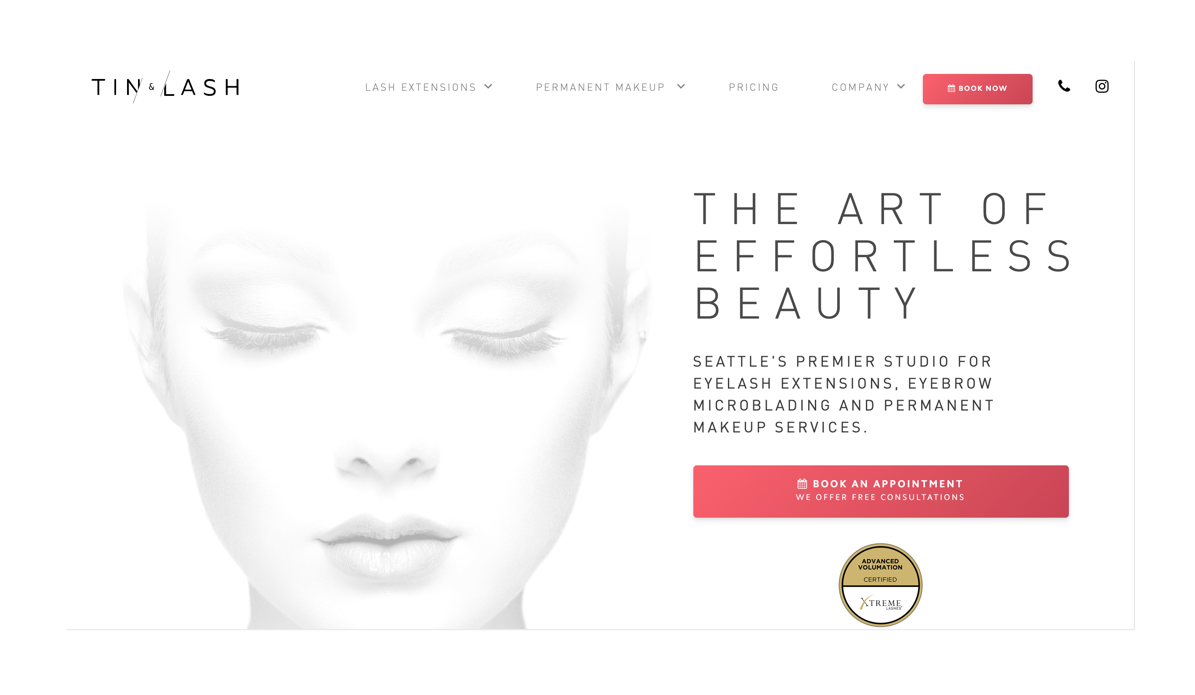 TIN & LASH
LASH EXTENSIONS
PERMANENT MAKEUP
PRICING
COMPANY
BOOK NOW
THE ART OF
EFFORTLESS
BEAUTY
SEATTLE'S PREMIER STUDIO FOR
EYELASH EXTENSIONS, EYEBROW
MICROBLADING AND PERMANENT
MAKEUP SERVICES.
BOOK AN APPOINTMENT
WE OFFER FREE CONSULTATIONS
ADVANCED
VOLUMATION
CERTIFIED
XTREME
LASHES